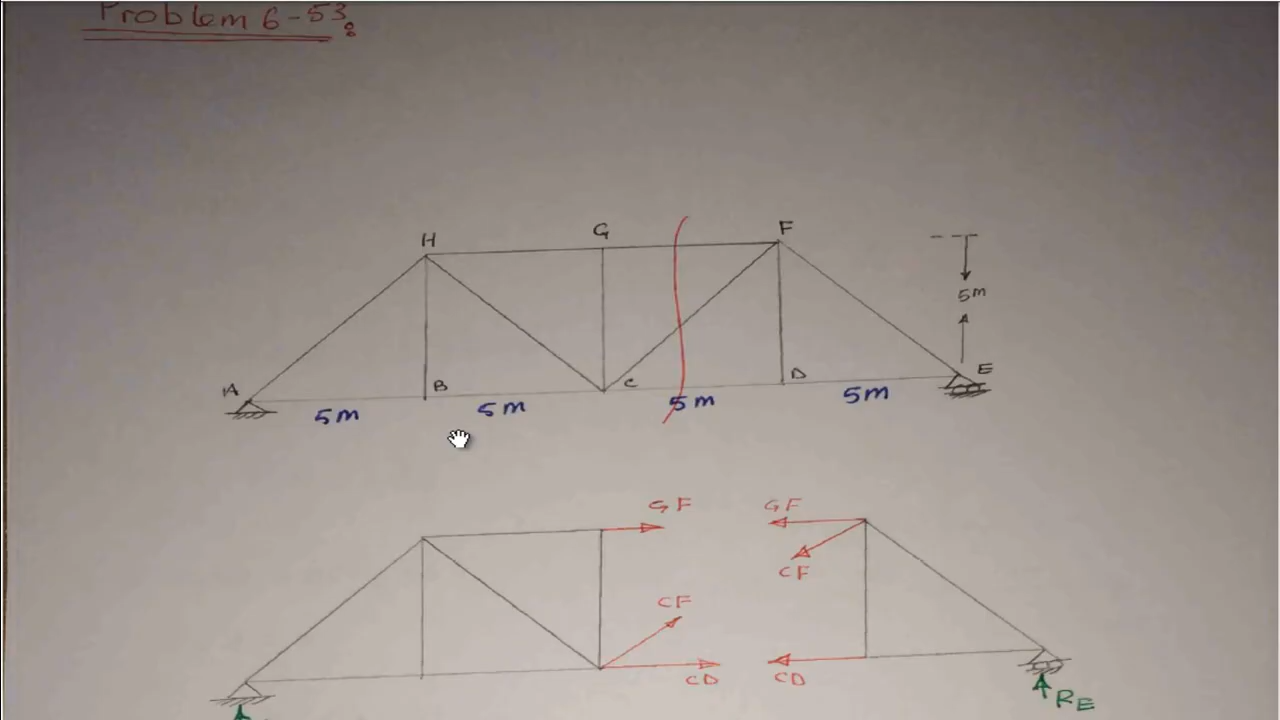 Problem 6-53:
H G F
5m
A B C D E
5m 5m 5m 5m
GF GF
CF
CF
CD CD
RE